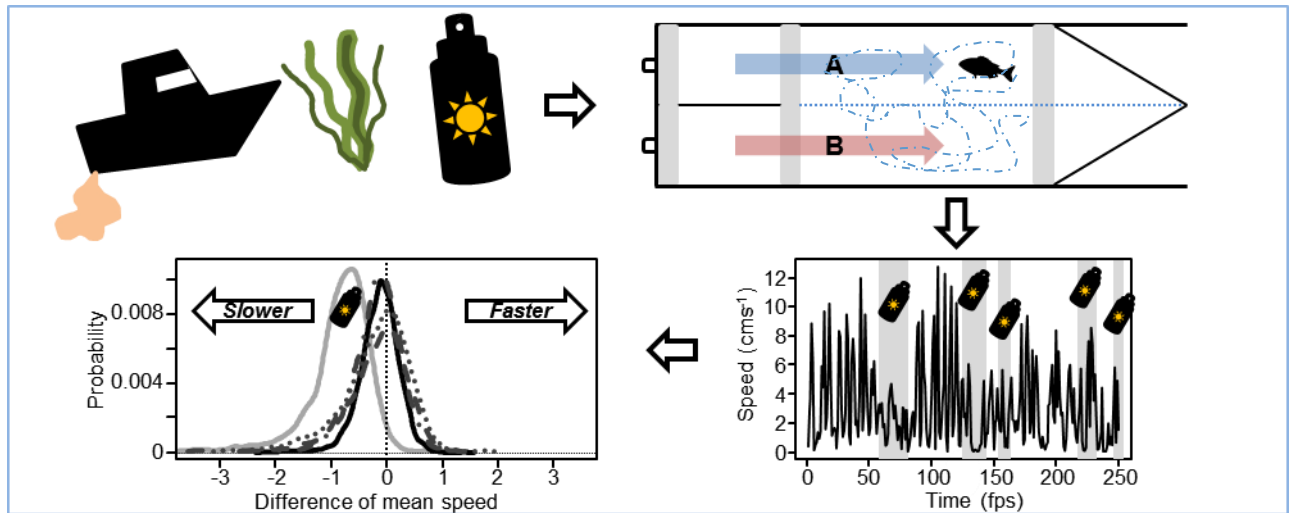 A
B
Slower
Faster
Probability
0.008
0.004
0
-3
-2
-1
0
1
2
3
Difference of mean speed
Speed (cms⁻¹)
12
10
8
6
4
2
0
0
50
100
150
200
250
Time (fps)